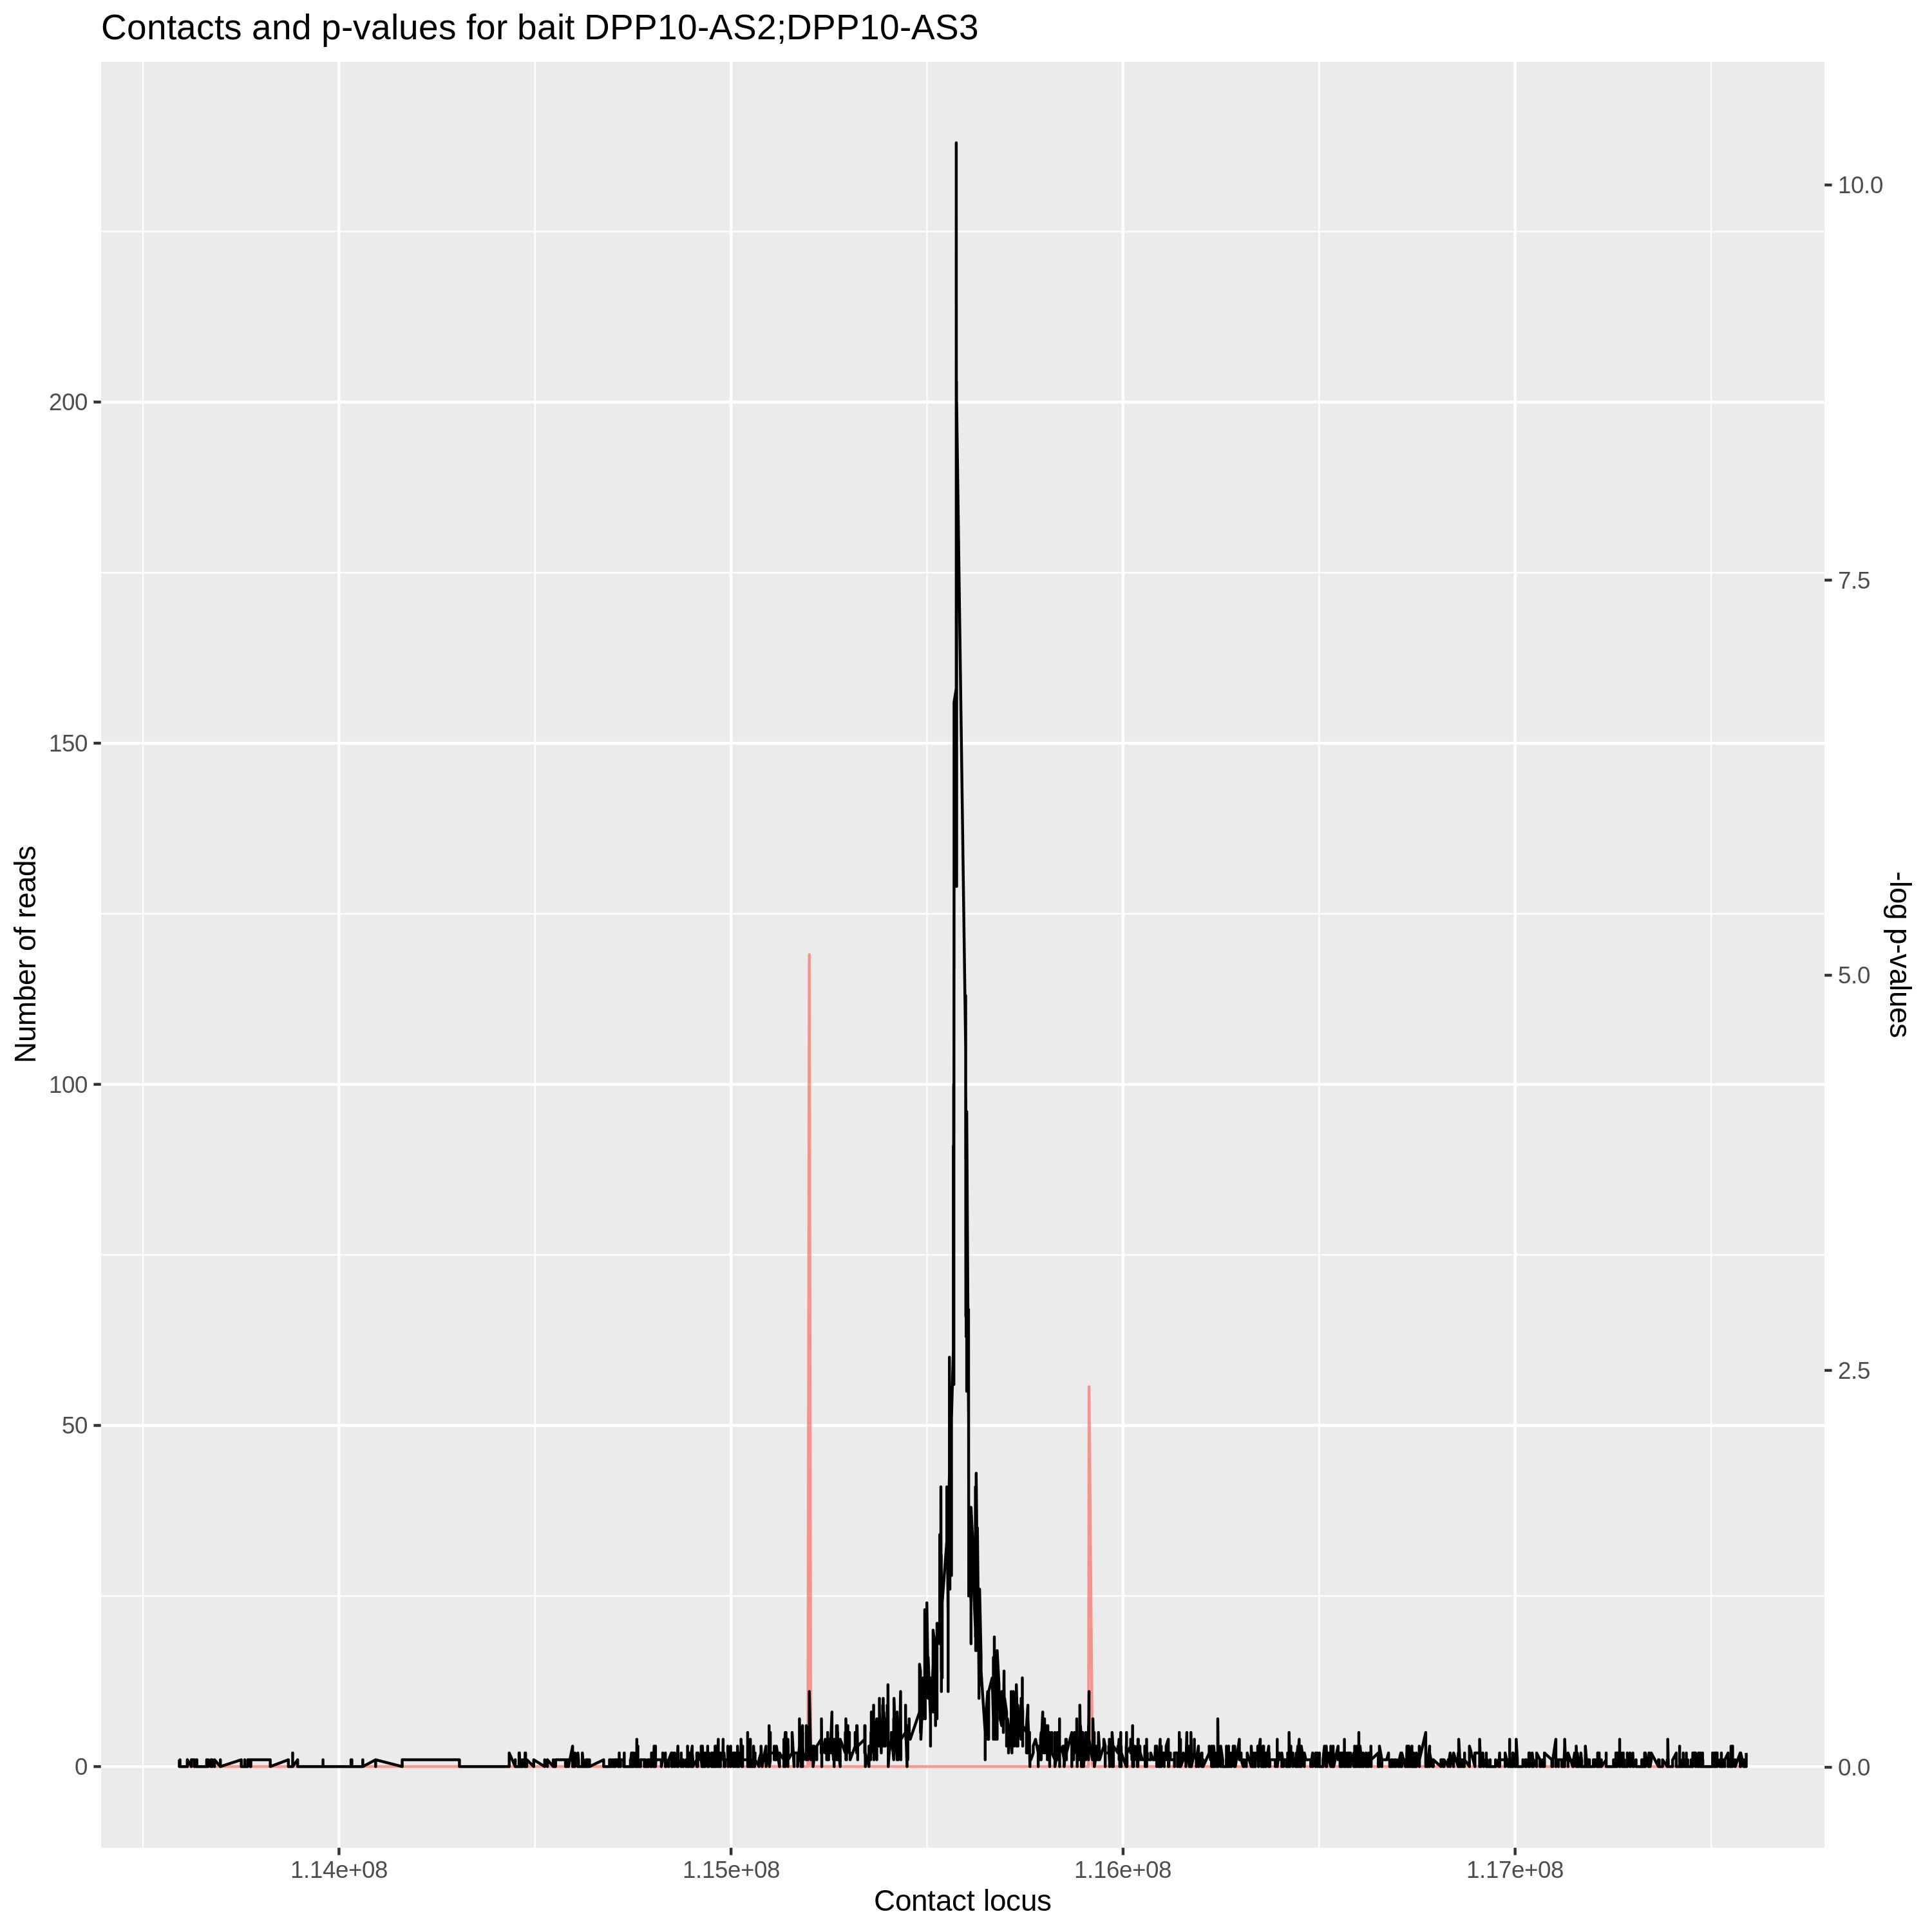 Contacts and p-values for bait DPP10-AS2;DPP10-AS3
Number of reads
200
150
100
50
0
10.0
7.5
5.0
2.5
0.0
-log p-values
1.14e+08
1.15e+08
1.16e+08
1.17e+08
Contact locus